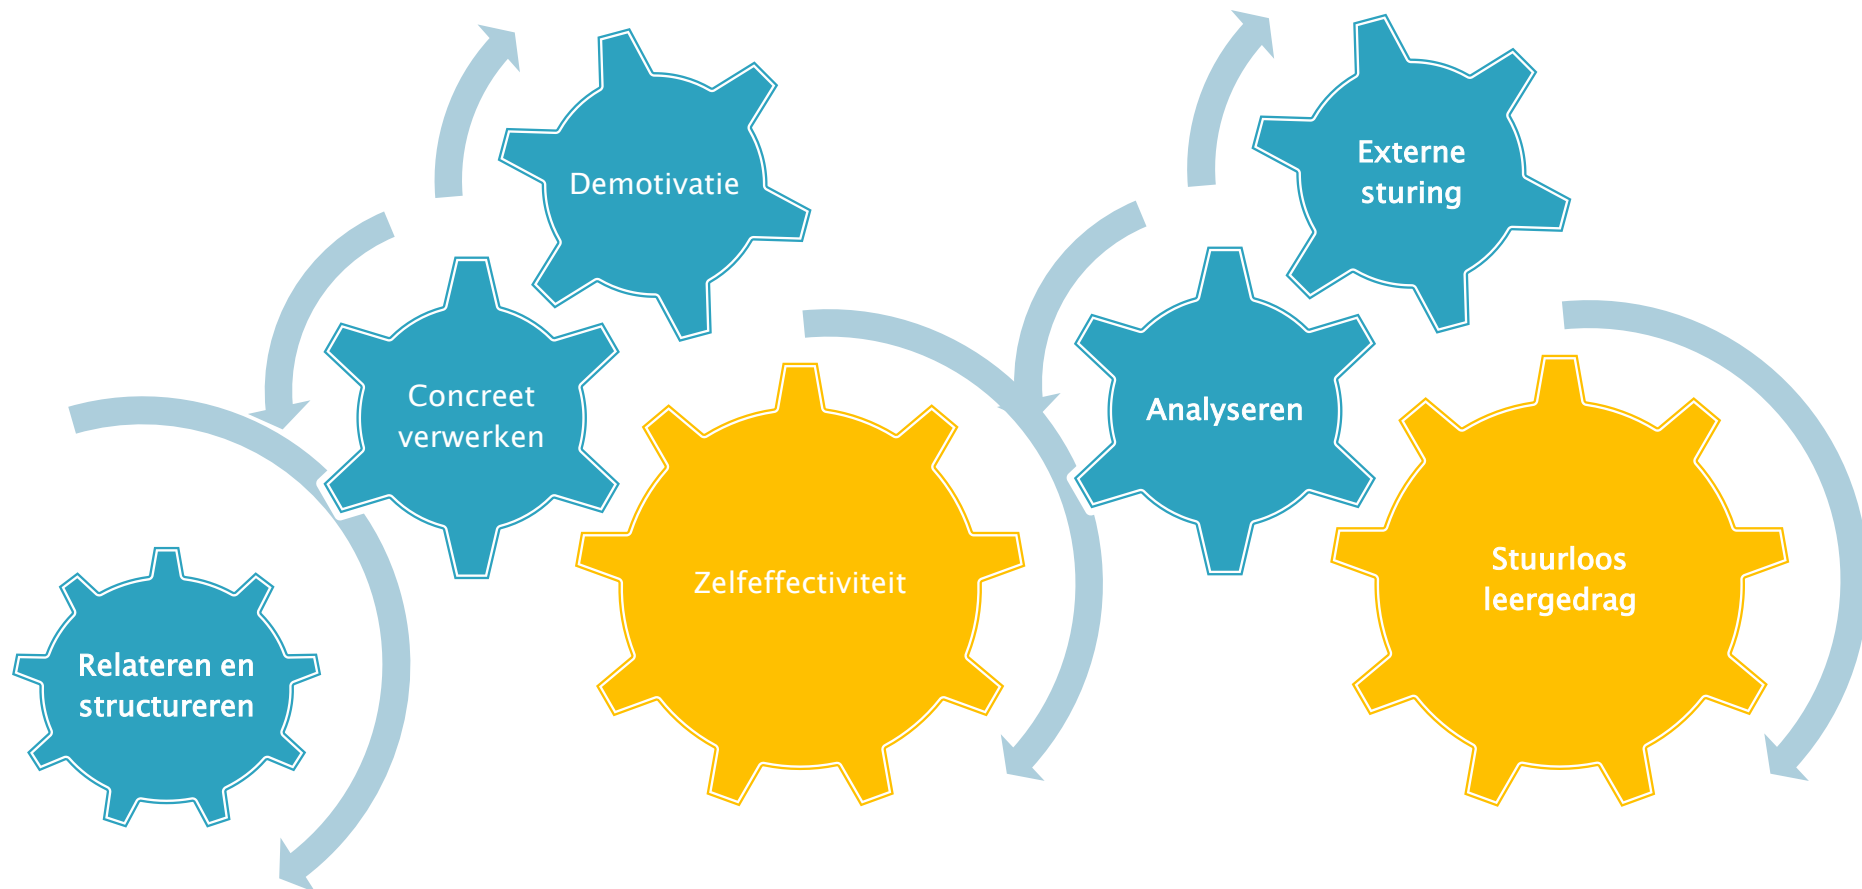 Demotivatie
Externe
sturing
Concreet
verwerken
Analyseren
Zelfeffectiviteit
Stuurloos
leergedrag
Relateren en
structureren